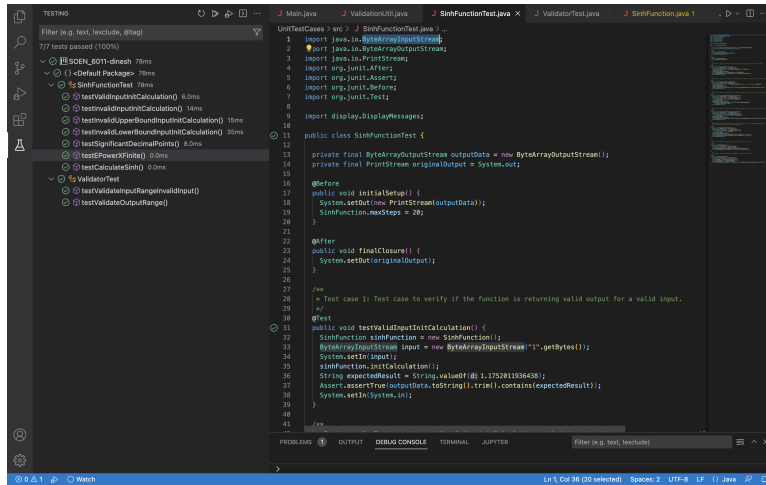 TESTING
Filter (e.g. text, !exclude, @tag)
7/7 tests passed (100%)
SOEN_6011-dinesh 78ms
<Default Package> 78ms
SinhFunctionTest 78ms
testValidInputInitCalculation() 6.0ms
testInvalidInputInitCalculation() 14ms
testInvalidUpperBoundInputInitCalculation() 15ms
testInvalidLowerBoundInputInitCalculation() 35ms
testSignificantDecimalPoints() 8.0ms
testEPowerXFinite() 0.0ms
testCalculateSinh() 0.0ms
ValidatorTest
testValidateInputRangeInvalidInput()
testValidateOutputRange()
J Main.java
J ValidationUtil.java
J SinhFunctionTest.java X
J ValidatorTest.java
J SinhFunction.java 1
UnitTestCases > src > J SinhFunctionTest.java > ...
1 import java.io.ByteArrayInputStream;
2 port java.io.ByteArrayOutputStream;
3 import java.io.PrintStream;
4 import org.junit.After;
5 import org.junit.Assert;
6 import org.junit.Before;
7 import org.junit.Test;
8
9 import display.DisplayMessages;
10
11 public class SinhFunctionTest {
12
13 private final ByteArrayOutputStream outputData = new ByteArrayOutputStream();
14 private final PrintStream originalOutput = System.out;
15
16 @Before
17 public void initialSetup() {
18 System.setOut(new PrintStream(outputData));
19 SinhFunction.maxSteps = 20;
20 }
21
22 @After
23 public void finalClosure() {
24 System.setOut(originalOutput);
25 }
26
27 /**
28 * Test case 1: Test case to verify if the function is returning valid output for a valid input.
29 */
30 @Test
31 public void testValidInputInitCalculation() {
32 SinhFunction sinhFunction = new SinhFunction();
33 ByteArrayInputStream input = new ByteArrayInputStream("1".getBytes());
34 System.setIn(input);
35 sinhFunction.initCalculation();
36 String expectedResult = String.valueOf(d: 1.1752011936438);
37 Assert.assertTrue(outputData.toString().trim().contains(expectedResult));
38 System.setIn(System.in);
39 }
40
41 /**
PROBLEMS 1 OUTPUT DEBUG CONSOLE TERMINAL JUPYTER Filter (e.g. text, !exclude)
0 1 Watch Ln 1, Col 36 (20 selected) Spaces: 2 UTF-8 LF {} Java